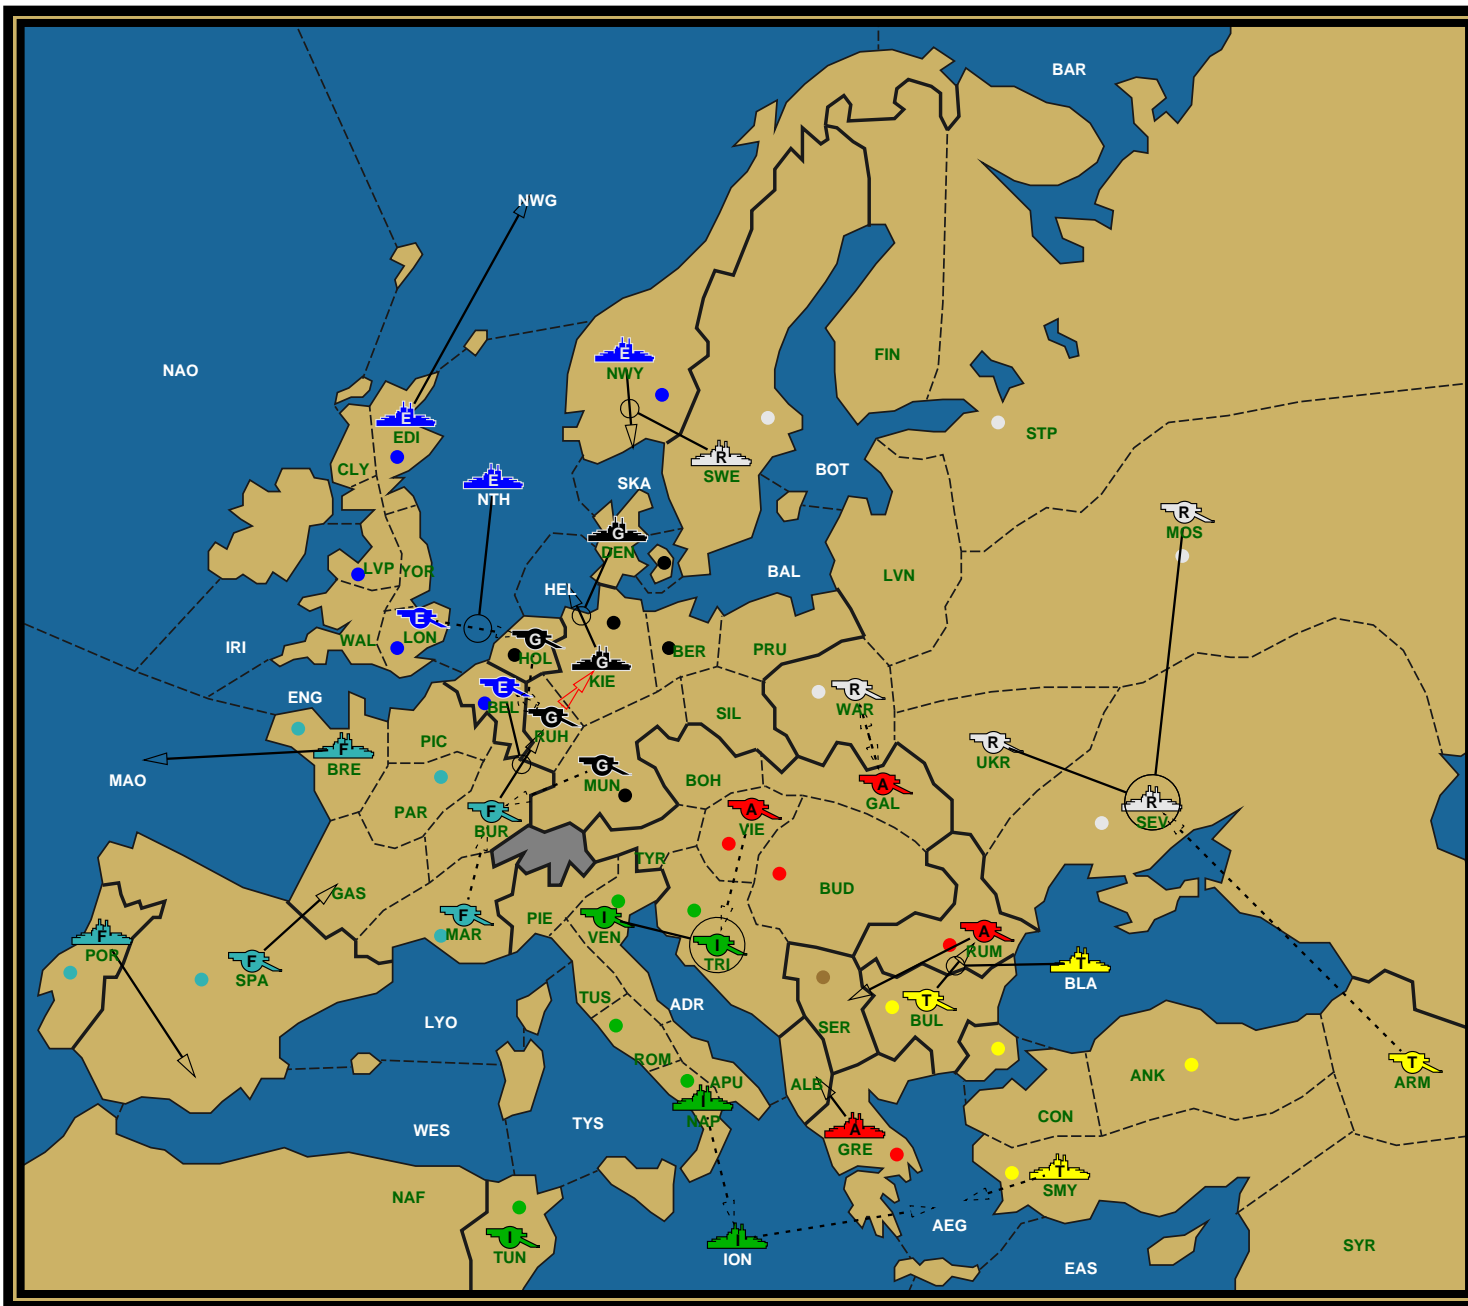 BAR
NWG
E
NWY
FIN
NAO
E
EDI
STP
R
SWE
CLY
E
NTH
SKA
BOT
R
MOS
G
DEN
LVP
YOR
HEL
BAL
LVN
E
LON
WAL
IRI
G
HOL
BER
PRU
G
KIE
ENG
E
BEL
R
WAR
G
RUH
SIL
PIC
F
BRE
R
UKR
MAO
G
MUN
BOH
A
GAL
PAR
F
BUR
A
VIE
R
SEV
TYR
GAS
BUD
F
MAR
PIE
I
VEN
F
POR
I
TRI
A
RUM
F
SPA
T
BLA
TUS
ADR
T
BUL
LYO
SER
ROM
APU
ALB
ANK
T
ARM
I
NAP
CON
TYS
WES
A
GRE
T
SMY
NAF
AEG
I
TUN
I
ION
SYR
EAS